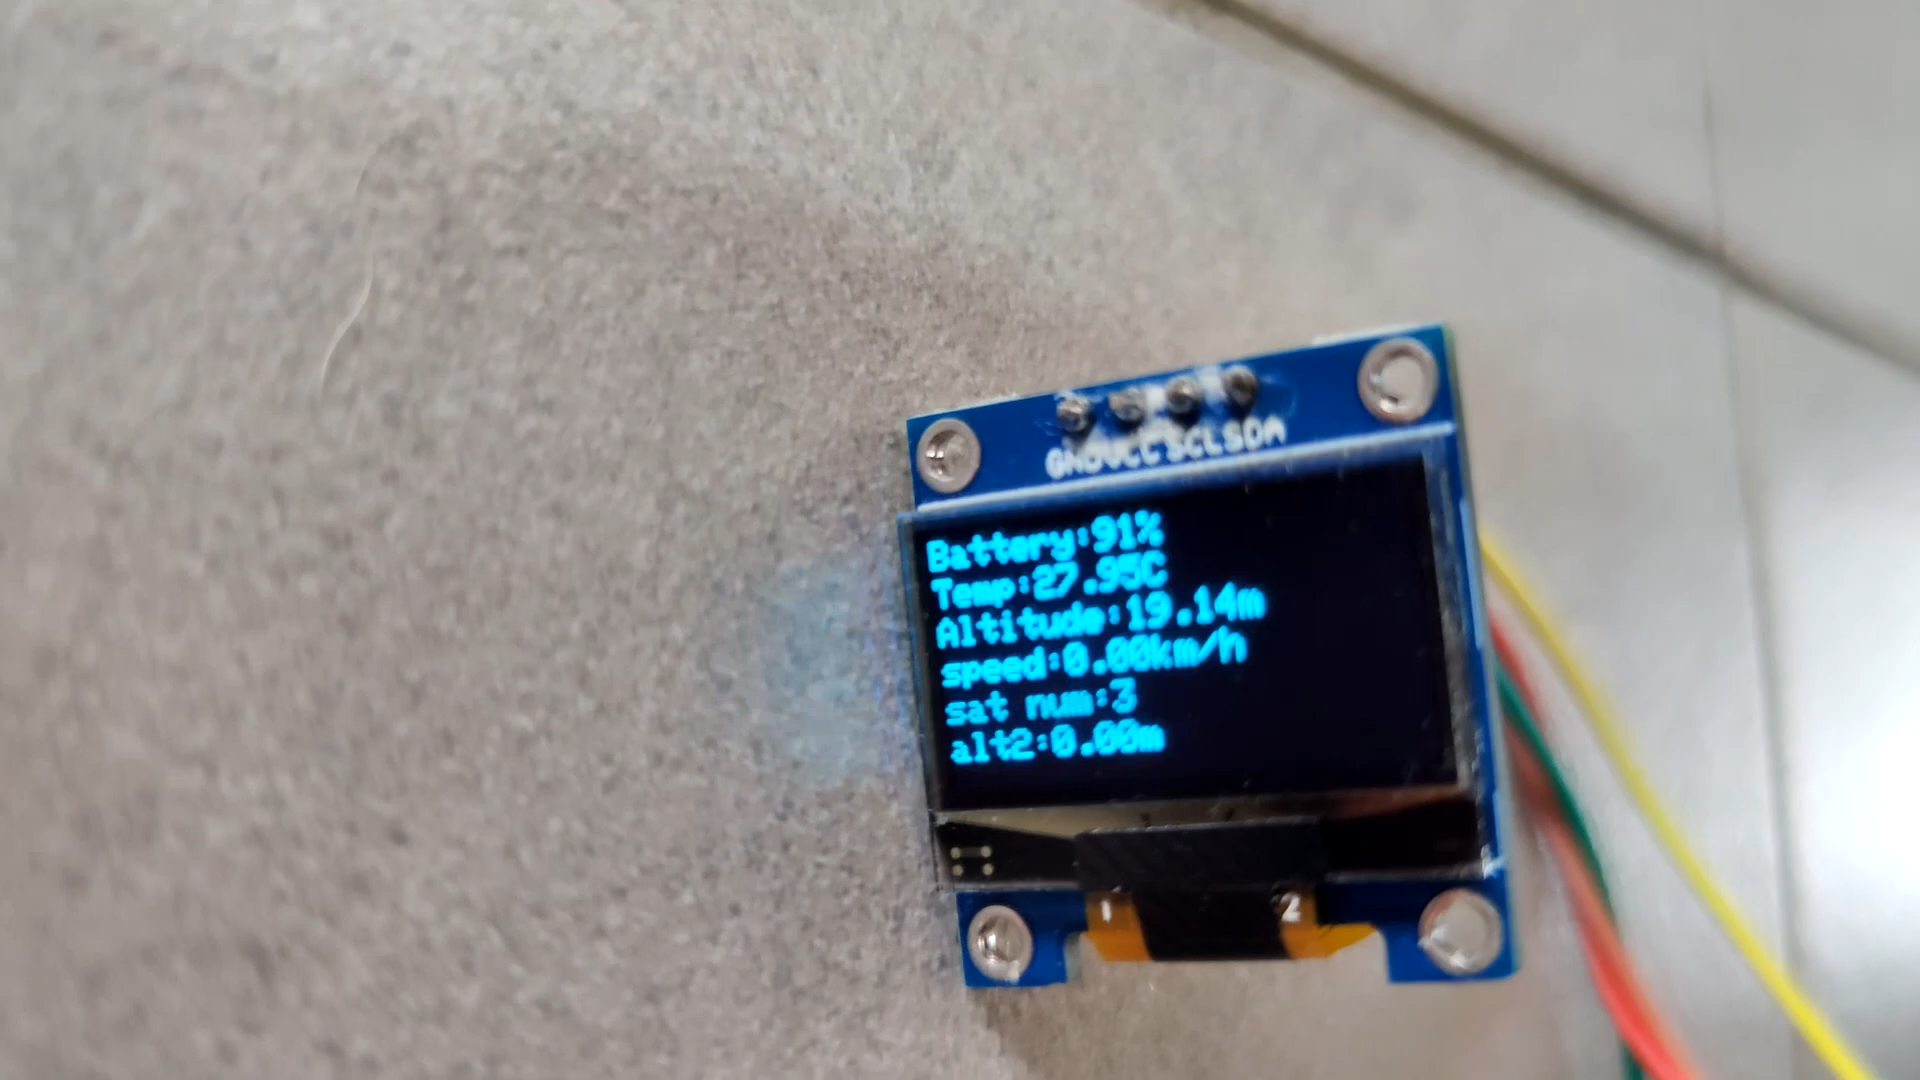 GND VCC SCL SDA
Battery:91%
Temp:27.95C
Altitude:19.14m
speed:0.00km/h
sat num:3
alt2:0.00m
1 2